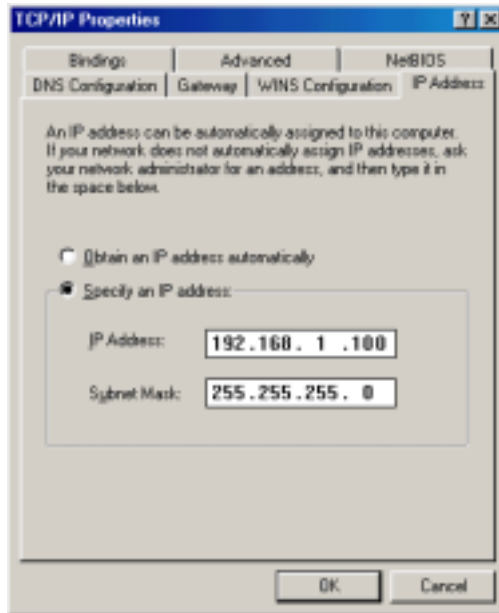 TCP/IP Properties
Bindings Advanced NetBIOS
DNS Configuration Gateway WINS Configuration IP Address
An IP address can be automatically assigned to this computer.
If your network does not automatically assign IP addresses, ask
your network administrator for an address, and then type it in
the space below.
Obtain an IP address automatically
Specify an IP address:
IP Address: 192.168. 1 .100
Subnet Mask: 255.255.255. 0
OK Cancel